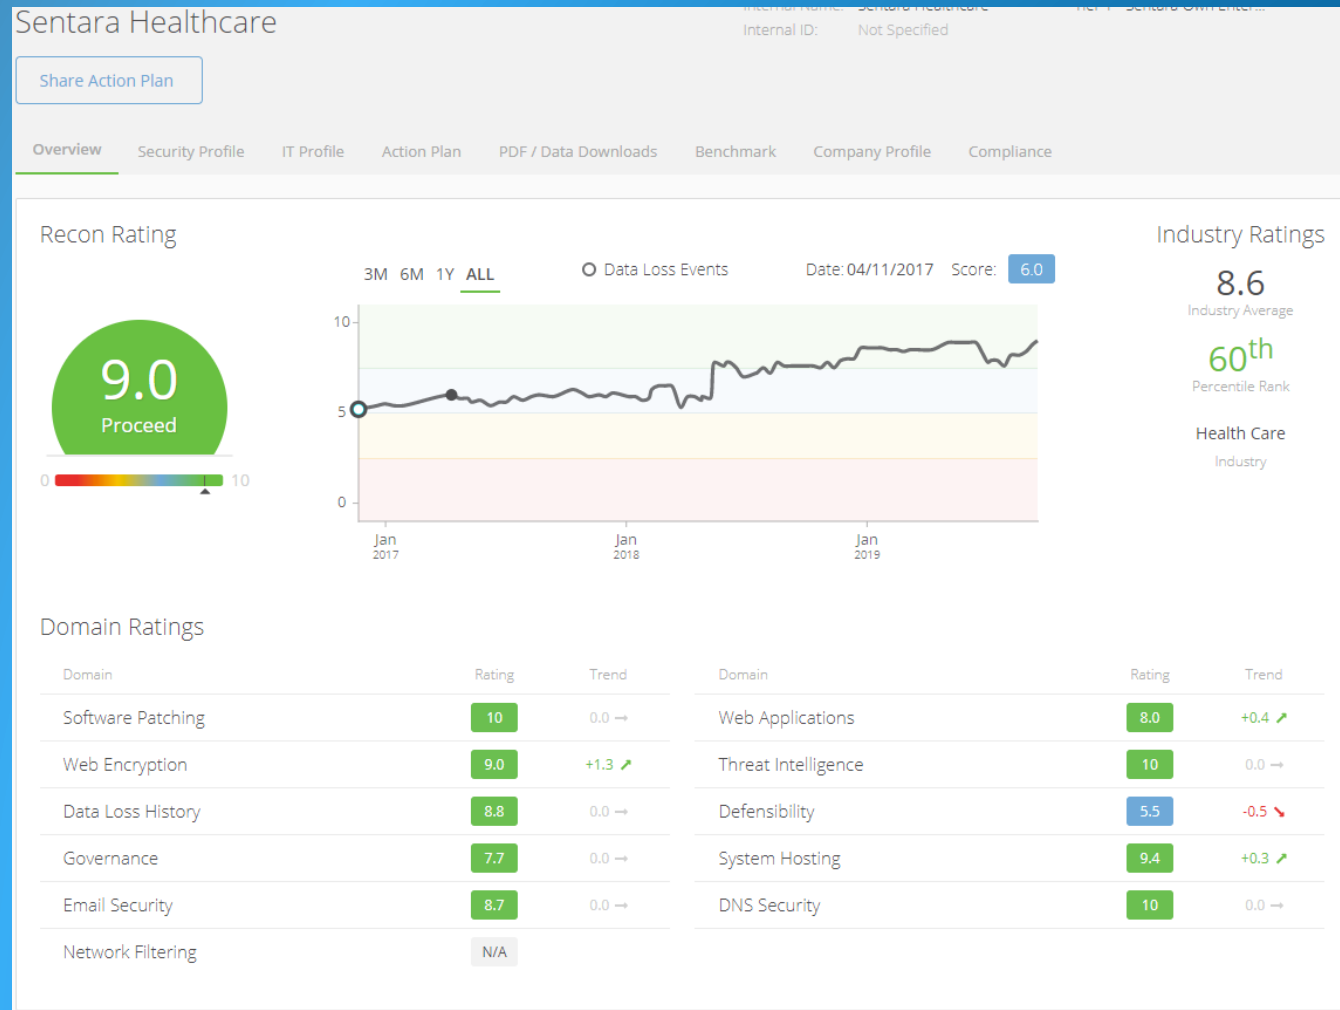 Sentara Healthcare
Internal ID: Not Specified
Share Action Plan
Overview Security Profile IT Profile Action Plan PDF / Data Downloads Benchmark Company Profile Compliance
Recon Rating
3M 6M 1Y ALL
Data Loss Events
Date: 04/11/2017 Score: 6.0
9.0
Proceed
0 10
10
5
0
Jan
2017
Jan
2018
Jan
2019
Industry Ratings
8.6
Industry Average
60th
Percentile Rank
Health Care
Industry
Domain Ratings
Domain Rating Trend
Software Patching 10 0.0 →
Web Encryption 9.0 +1.3 ↗
Data Loss History 8.8 0.0 →
Governance 7.7 0.0 →
Email Security 8.7 0.0 →
Network Filtering N/A
Domain Rating Trend
Web Applications 8.0 +0.4 ↗
Threat Intelligence 10 0.0 →
Defensibility 5.5 -0.5 ↘
System Hosting 9.4 +0.3 ↗
DNS Security 10 0.0 →